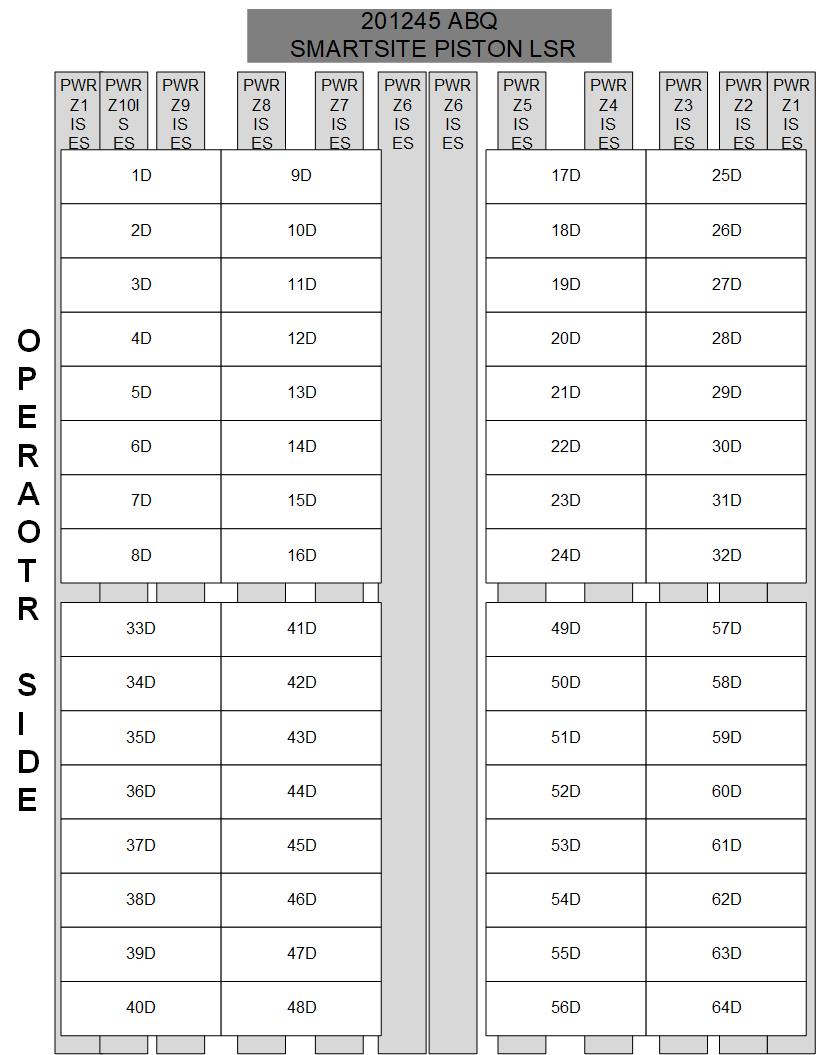 201245 ABQ
SMARTSITE PISTON LSR
PWR PWR PWR PWR PWR PWR PWR PWR PWR PWR PWR PWR
Z1 Z10I Z9 Z8 Z7 Z6 Z6 Z5 Z4 Z3 Z2 Z1
IS S IS IS IS IS IS IS IS IS IS IS
ES ES ES ES ES ES ES ES ES ES ES ES
1D 9D 17D 25D
2D 10D 18D 26D
3D 11D 19D 27D
4D 12D 20D 28D
5D 13D 21D 29D
6D 14D 22D 30D
7D 15D 23D 31D
8D 16D 24D 32D
33D 41D 49D 57D
34D 42D 50D 58D
35D 43D 51D 59D
36D 44D 52D 60D
37D 45D 53D 61D
38D 46D 54D 62D
39D 47D 55D 63D
40D 48D 56D 64D
OPERAOTR SIDE